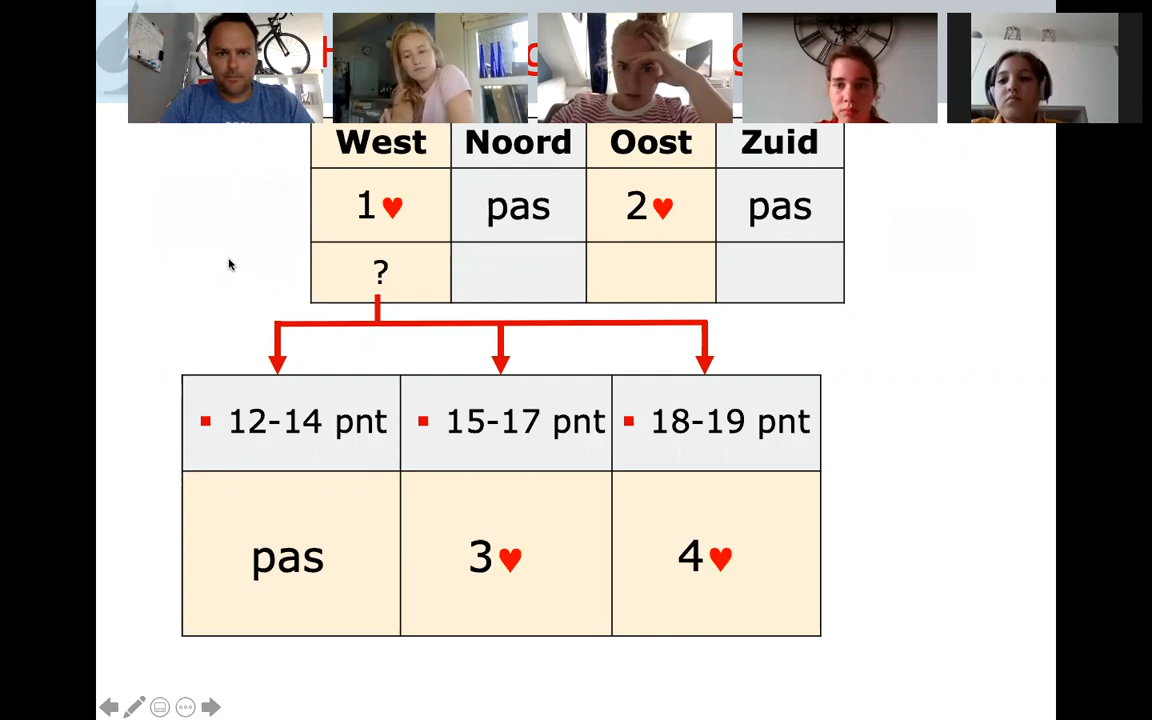 West Noord Oost Zuid
1♥ pas 2♥ pas
?
▪ 12-14 pnt ▪ 15-17 pnt ▪ 18-19 pnt
pas 3♥ 4♥